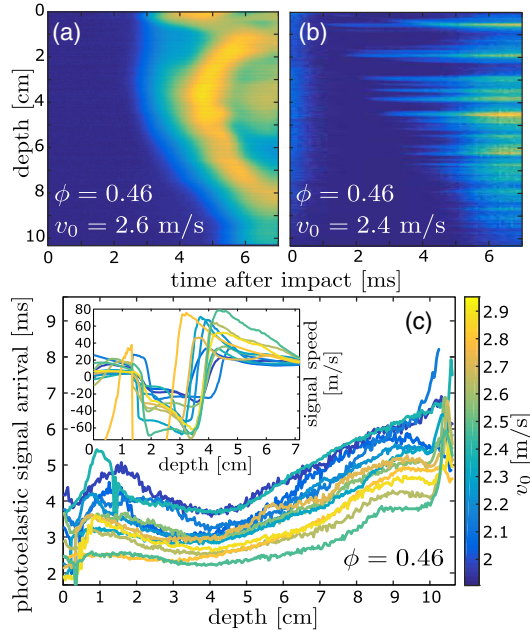 (a)
(b)
0
2
4
6
8
10
depth [cm]
ϕ = 0.46
v₀ = 2.6 m/s
ϕ = 0.46
v₀ = 2.4 m/s
0 2 4 6
0 2 4 6
time after impact [ms]
(c)
photoelastic signal arrival [ms]
9
8
7
6
5
4
3
2
80
60
40
20
0
-20
-40
-60
signal speed
[m/s]
0 1 2 3 4 5 6 7
depth [cm]
ϕ = 0.46
0 1 2 3 4 5 6 7 8 9 10
depth [cm]
2.9
2.8
2.7
2.6
2.5
2.4
2.3
2.2
2.1
2
v₀ [m/s]